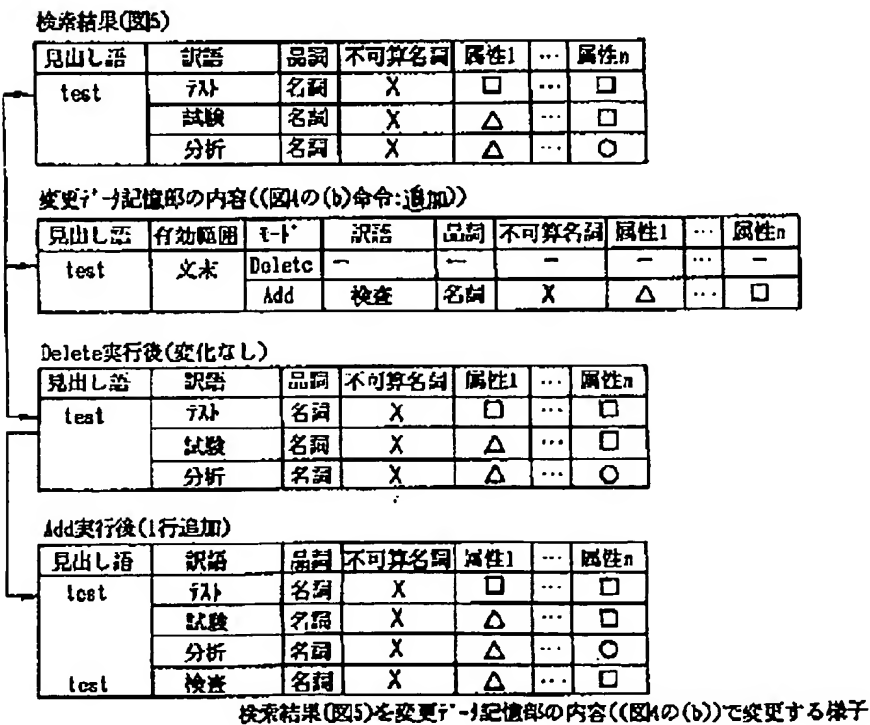 検索結果(図5)
見出し語 訳語 品詞 不可算名詞 属性1 … 属性n
test テスト 名詞 X □ … □
試験 名詞 X △ … □
分析 名詞 X △ … ○
変更データ記憶部の内容((図4の(b)命令:追加))
見出し語 有効範囲 モード 訳語 品詞 不可算名詞 属性1 … 属性n
test 文末 Delete － － － － … －
Add 検査 名詞 X △ … □
Delete実行後(変化なし)
見出し語 訳語 品詞 不可算名詞 属性1 … 属性n
test テスト 名詞 X □ … □
試験 名詞 X △ … □
分析 名詞 X △ … ○
Add実行後(1行追加)
見出し語 訳語 品詞 不可算名詞 属性1 … 属性n
test テスト 名詞 X □ … □
試験 名詞 X △ … □
分析 名詞 X △ … ○
test 検査 名詞 X △ … □
検索結果(図5)を変更データ記憶部の内容((図4の(b))で変更する様子